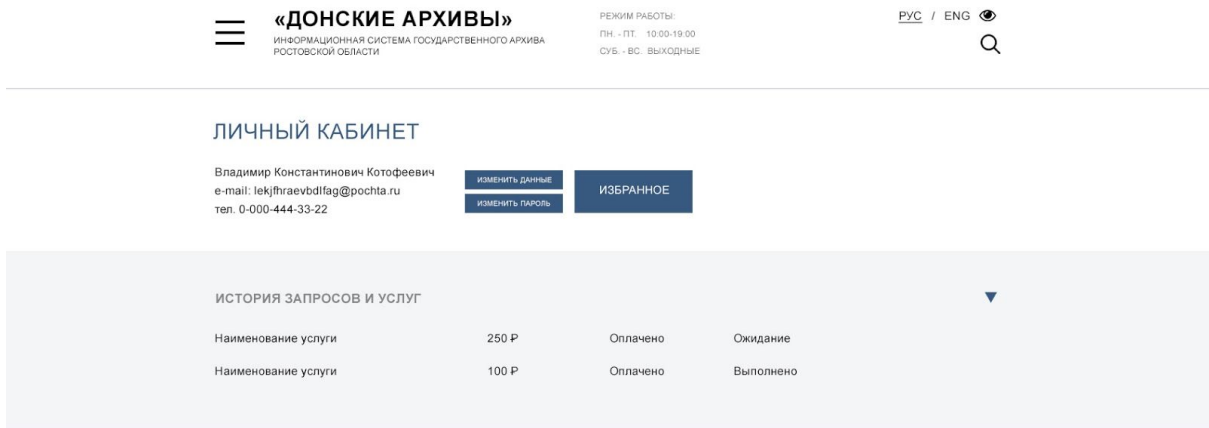 «ДОНСКИЕ АРХИВЫ»
ИНФОРМАЦИОННАЯ СИСТЕМА ГОСУДАРСТВЕННОГО АРХИВА
РОСТОВСКОЙ ОБЛАСТИ
РЕЖИМ РАБОТЫ:
ПН. - ПТ. 10:00-19:00
СУБ. - ВС. ВЫХОДНЫЕ
РУС / ENG
ЛИЧНЫЙ КАБИНЕТ
Владимир Константинович Котофеевич
e-mail: lekjfhraevbdlfag@pochta.ru
тел. 0-000-444-33-22
ИЗМЕНИТЬ ДАННЫЕ
ИЗМЕНИТЬ ПАРОЛЬ
ИЗБРАННОЕ
ИСТОРИЯ ЗАПРОСОВ И УСЛУГ
Наименование услуги 250 ₽ Оплачено Ожидание
Наименование услуги 100 ₽ Оплачено Выполнено